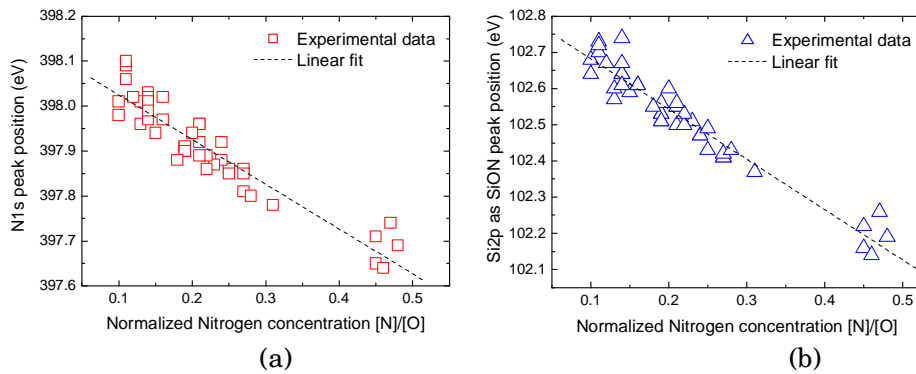 398.2
398.1
398.0
397.9
397.8
397.7
397.6
N1s peak position (eV)
Experimental data
Linear fit
0.1 0.2 0.3 0.4 0.5
Normalized Nitrogen concentration [N]/[O]
(a)
102.8
102.7
102.6
102.5
102.4
102.3
102.2
102.1
Si2p as SiON peak position (eV)
Experimental data
Linear fit
0.1 0.2 0.3 0.4 0.5
Normalized Nitrogen concentration [N]/[O]
(b)